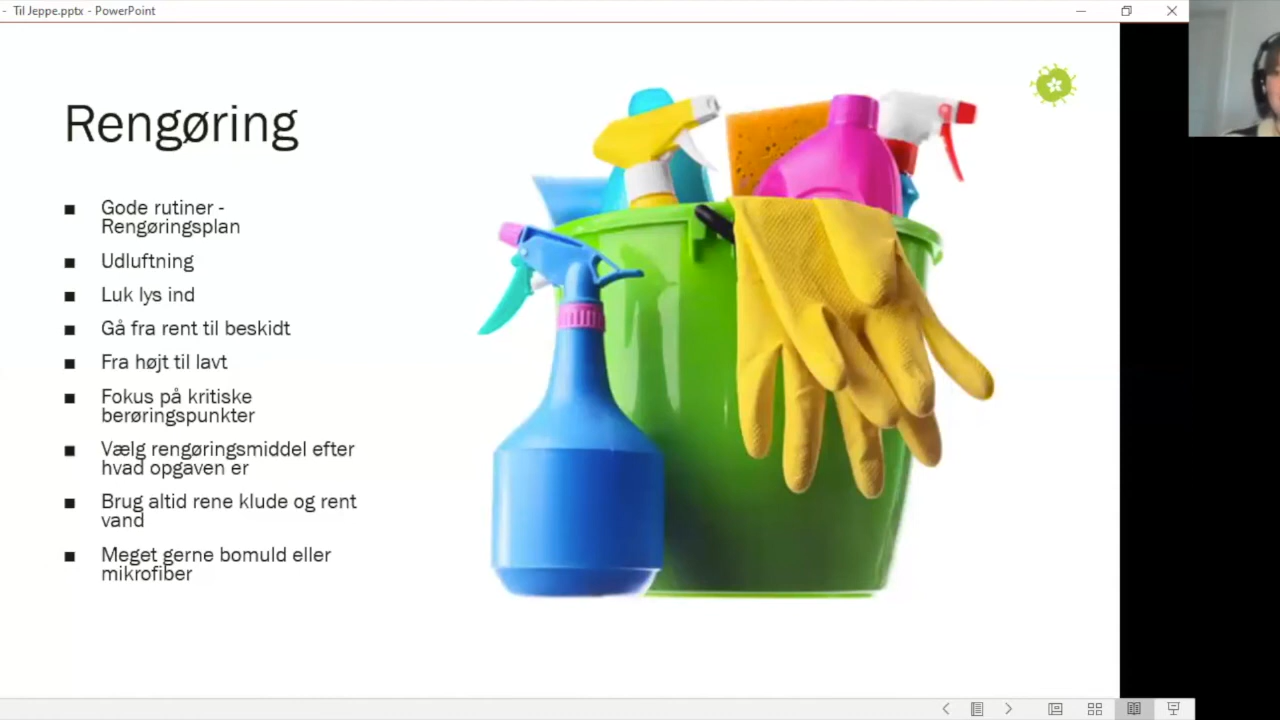 - Til Jeppe.pptx - PowerPoint
Rengøring
Gode rutiner -
Rengøringsplan
Udluftning
Luk lys ind
Gå fra rent til beskidt
Fra højt til lavt
Fokus på kritiske
berøringspunkter
Vælg rengøringsmiddel efter
hvad opgaven er
Brug altid rene klude og rent
vand
Meget gerne bomuld eller
mikrofiber